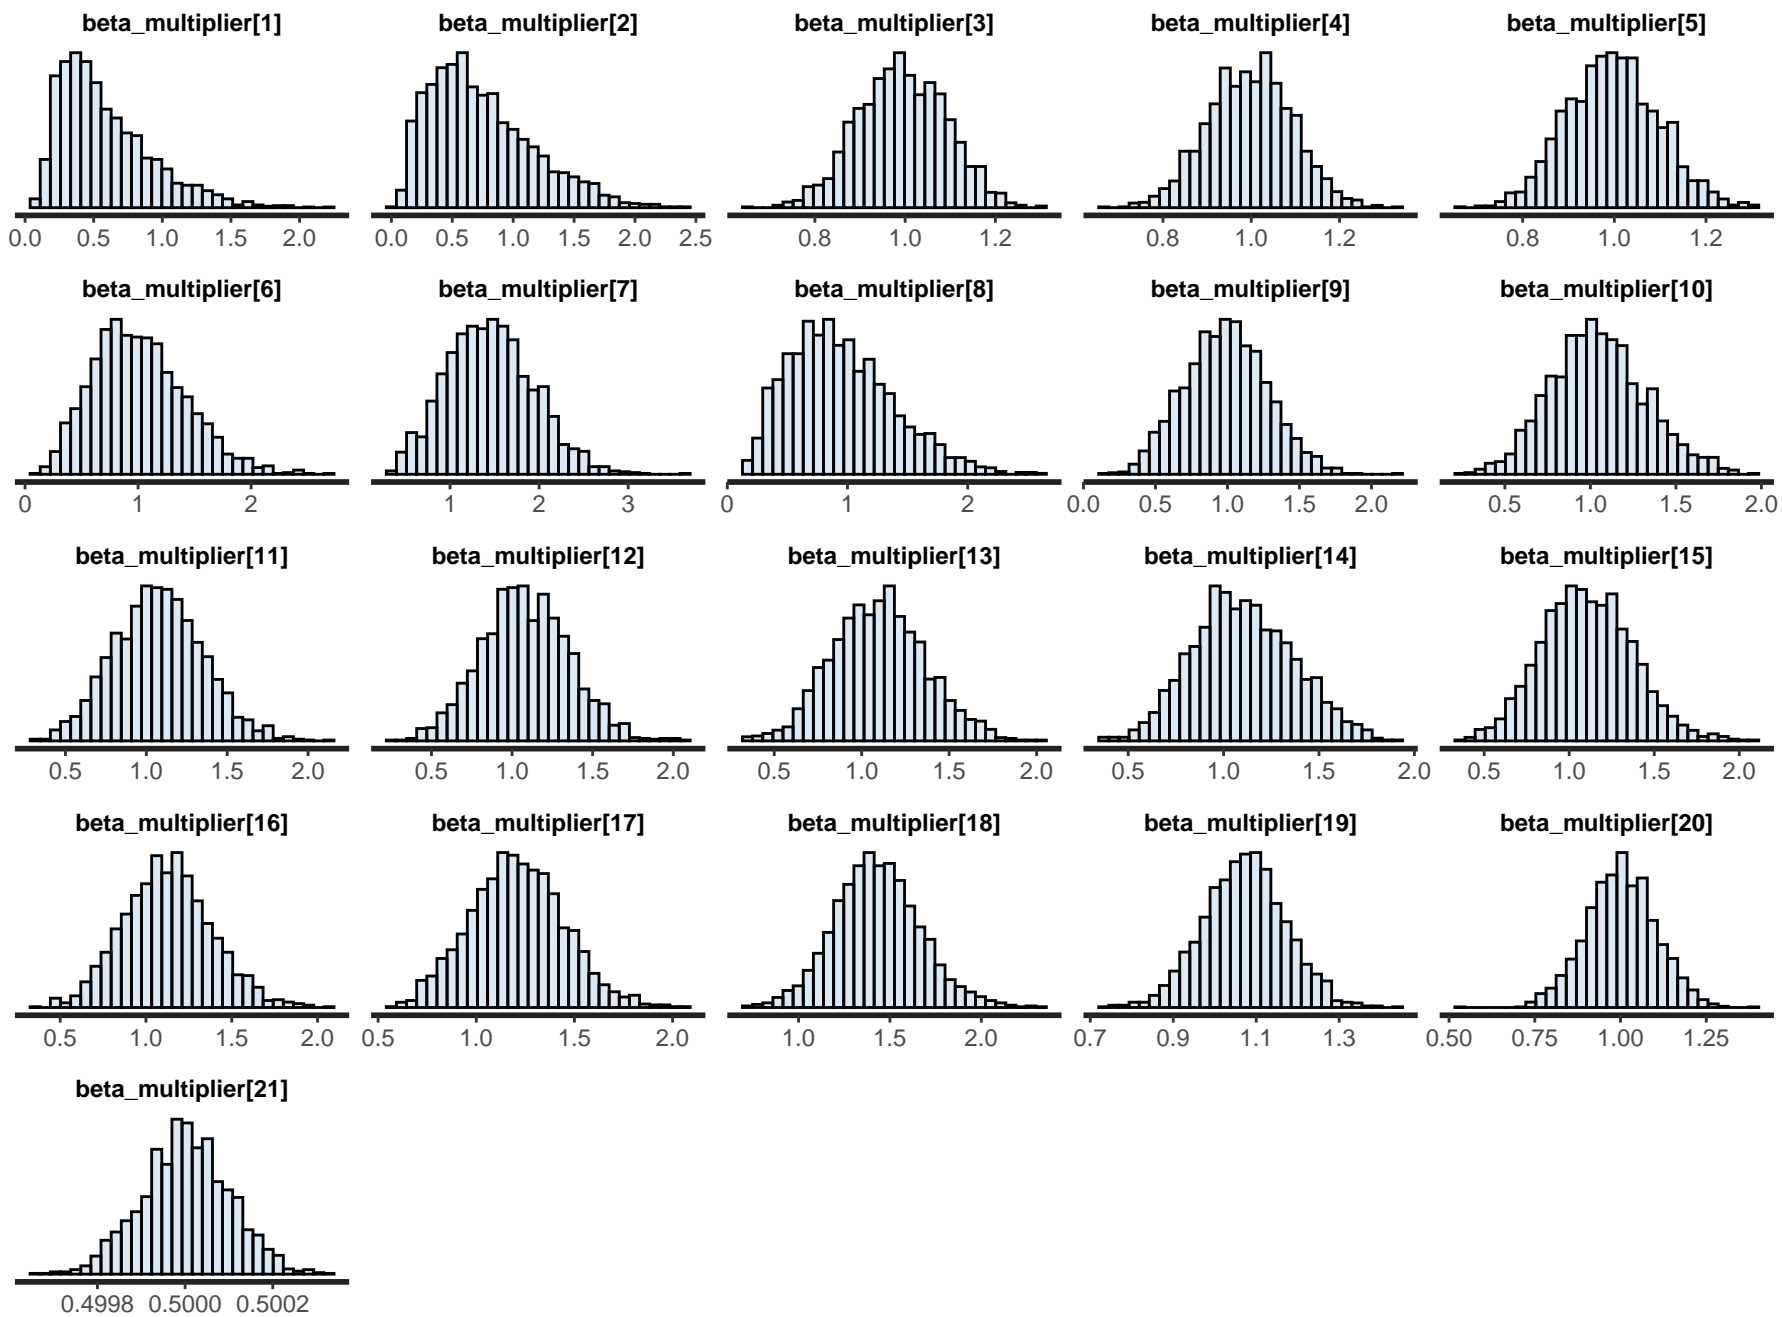 beta_multiplier[1] beta_multiplier[2] beta_multiplier[3] beta_multiplier[4] beta_multiplier[5]
0.0 0.5 1.0 1.5 2.0 0.0 0.5 1.0 1.5 2.0 2.5 0.8 1.0 1.2 0.8 1.0 1.2 0.8 1.0 1.2
beta_multiplier[6] beta_multiplier[7] beta_multiplier[8] beta_multiplier[9] beta_multiplier[10]
0 1 2 1 2 3 0 1 2 0.0 0.5 1.0 1.5 2.0 0.5 1.0 1.5 2.0
beta_multiplier[11] beta_multiplier[12] beta_multiplier[13] beta_multiplier[14] beta_multiplier[15]
0.5 1.0 1.5 2.0 0.5 1.0 1.5 2.0 0.5 1.0 1.5 2.0 0.5 1.0 1.5 2.0 0.5 1.0 1.5 2.0
beta_multiplier[16] beta_multiplier[17] beta_multiplier[18] beta_multiplier[19] beta_multiplier[20]
0.5 1.0 1.5 2.0 0.5 1.0 1.5 2.0 1.0 1.5 2.0 0.7 0.9 1.1 1.3 0.50 0.75 1.00 1.25
beta_multiplier[21]
0.4998 0.5000 0.5002